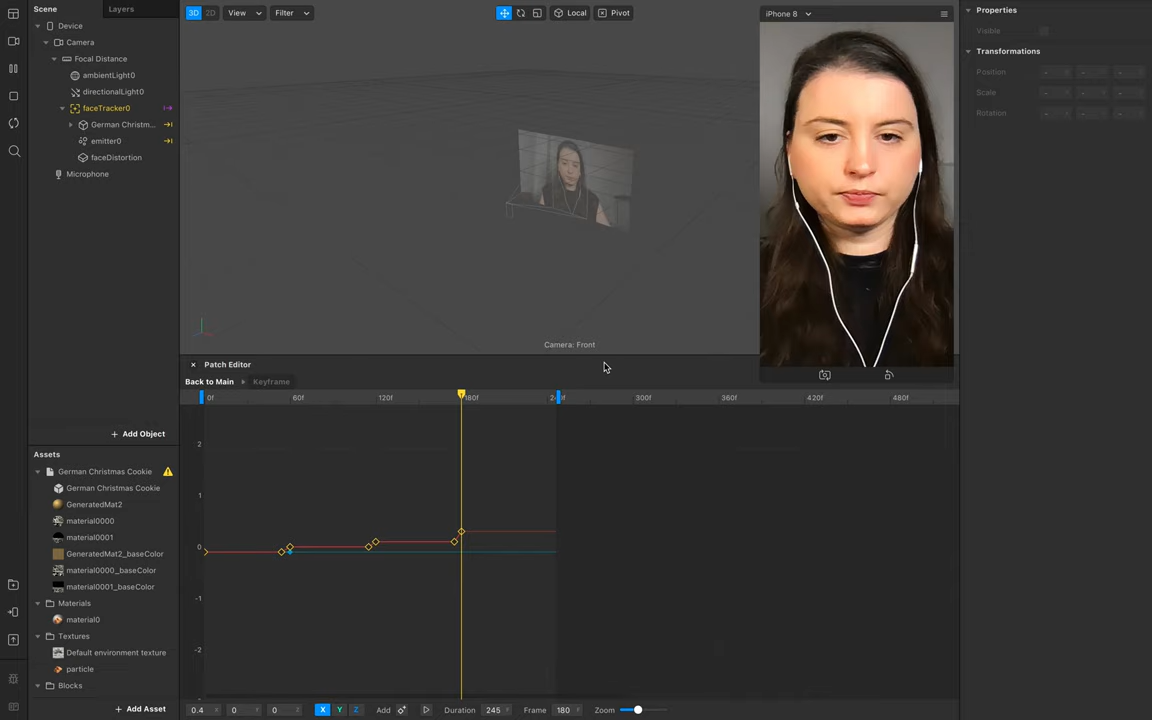 Scene
Layers
Device
Camera
Focal Distance
ambientLight0
directionalLight0
faceTracker0
German Christm...
emitter0
faceDistortion
Microphone
+ Add Object
Assets
German Christmas Cookie
German Christmas Cookie
GeneratedMat2
material0000
material0001
GeneratedMat2_baseColor
material0000_baseColor
material0001_baseColor
Materials
material0
Textures
Default environment texture
particle
Blocks
+ Add Asset
3D 2D View Filter Local Pivot
Camera: Front
iPhone 8
Patch Editor
Back to Main Keyframe
0f 60f 120f 180f 300f 360f 420f 480f
2
1
0
-1
-2
0.4 0 0 X Y Z Add Duration 245 Frame 180 Zoom
Properties
Visible
Transformations
Position - - -
Scale - - -
Rotation - - -